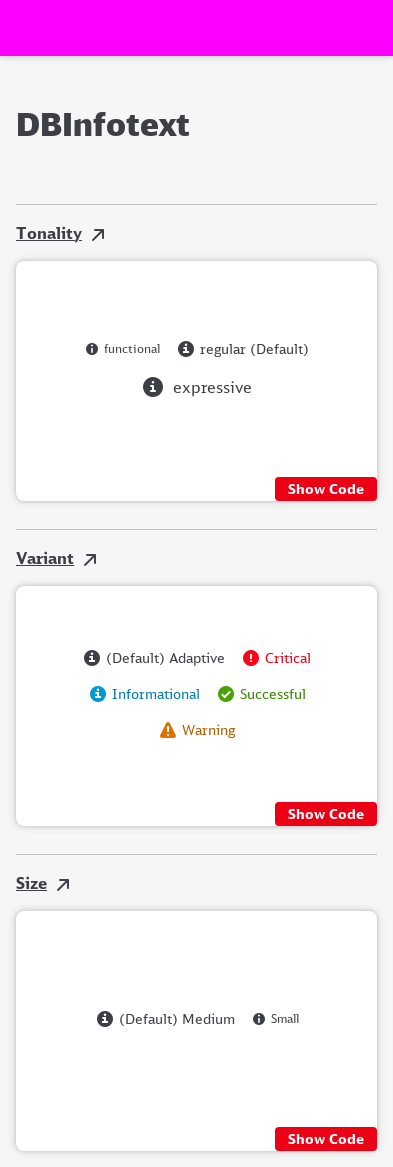 DBInfotext
Tonality
functional regular (Default)
expressive
Show Code
Variant
(Default) Adaptive Critical
Informational Successful
Warning
Show Code
Size
(Default) Medium Small
Show Code